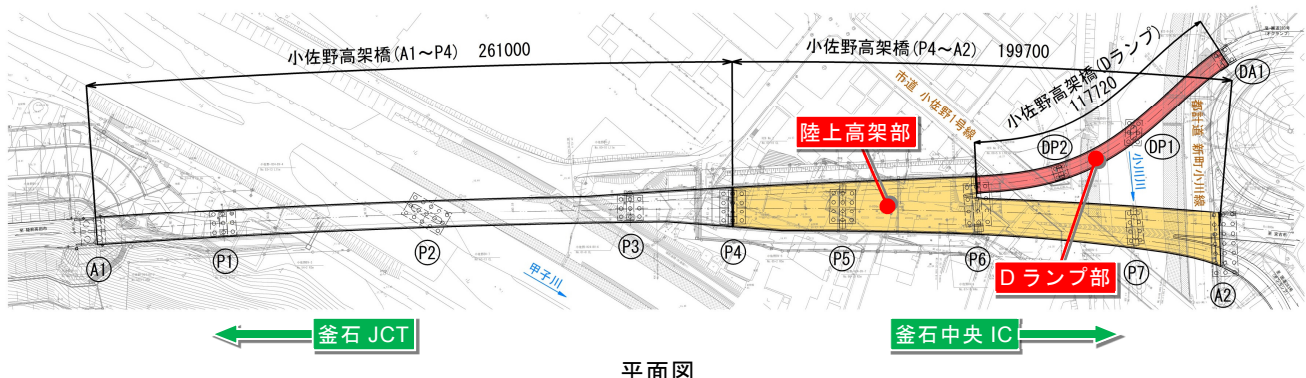 小佐野高架橋(A1～P4) 261000
小佐野高架橋(P4～A2) 199700
小佐野高架橋(Dランプ)
117720
市道 小佐野1号線
都計道 新町小川線
陸上高架部
DA1
DP1
DP2
小川川
A1
P1
P2
P3
P4
P5
P6
P7
A2
Dランプ部
甲子川
釜石 JCT
釜石中央 IC
平面図